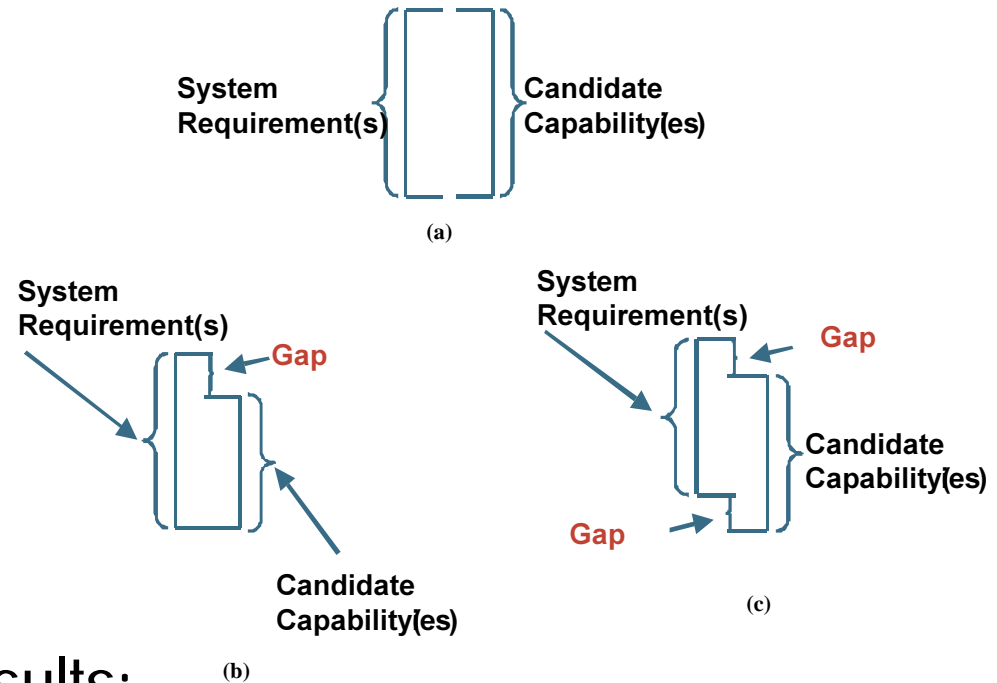 System
Requirement(s)
Candidate
Capability(es)
(a)
System
Requirement(s)
Gap
Candidate
Capability(es)
(b)
System
Requirement(s)
Gap
Candidate
Capability(es)
Gap
(c)